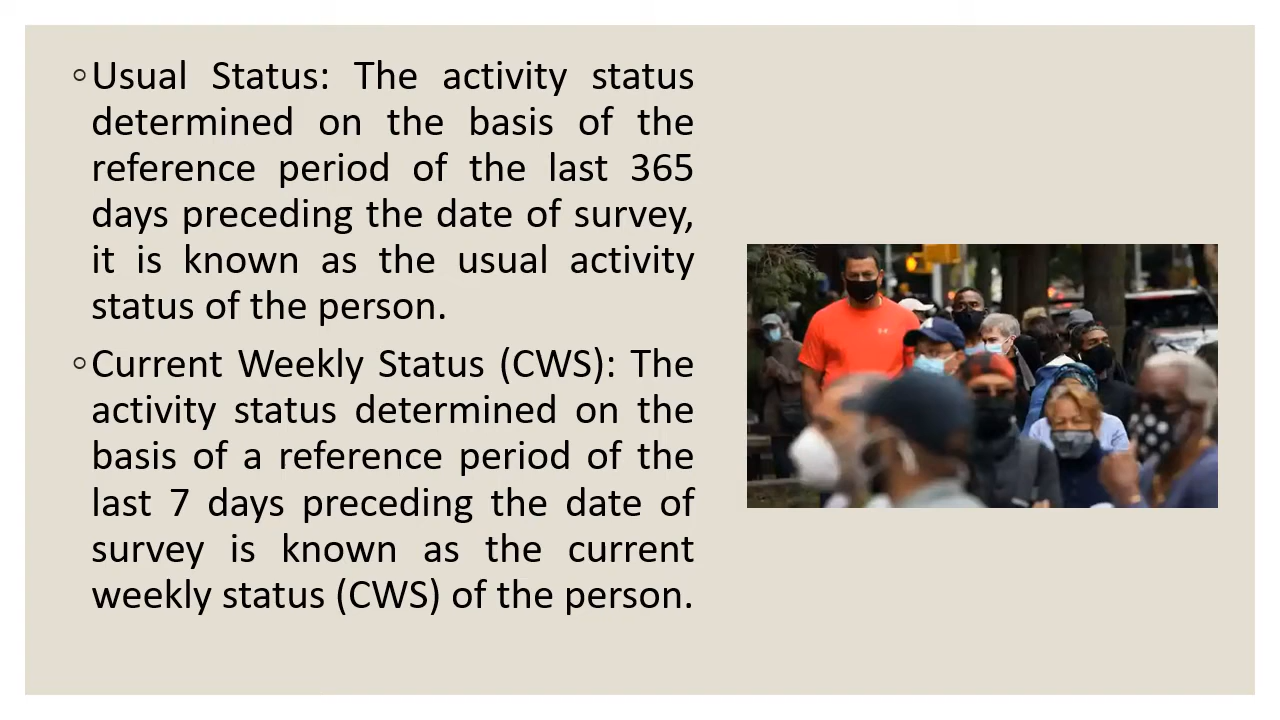 ◦Usual Status: The activity status
determined on the basis of the
reference period of the last 365
days preceding the date of survey,
it is known as the usual activity
status of the person.
◦Current Weekly Status (CWS): The
activity status determined on the
basis of a reference period of the
last 7 days preceding the date of
survey is known as the current
weekly status (CWS) of the person.